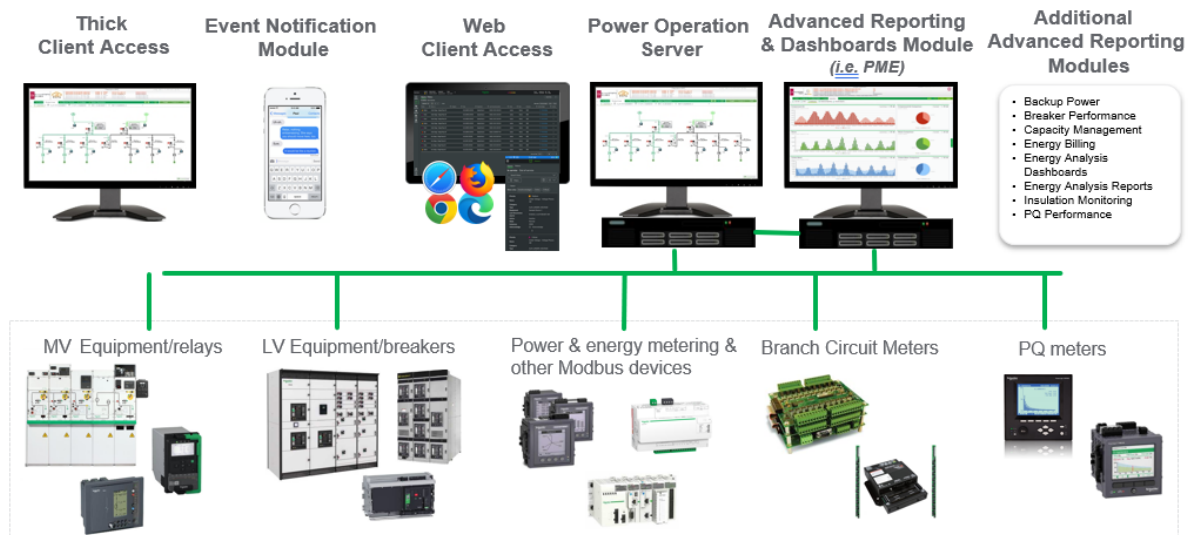 Thick
Client Access
Event Notification
Module
Web
Client Access
Power Operation
Server
Advanced Reporting
& Dashboards Module
(i.e. PME)
Additional
Advanced Reporting
Modules
• Backup Power
• Breaker Performance
• Capacity Management
• Energy Billing
• Energy Analysis
Dashboards
• Energy Analysis Reports
• Insulation Monitoring
• PQ Performance
MV Equipment/relays
LV Equipment/breakers
Power & energy metering &
other Modbus devices
Branch Circuit Meters
PQ meters